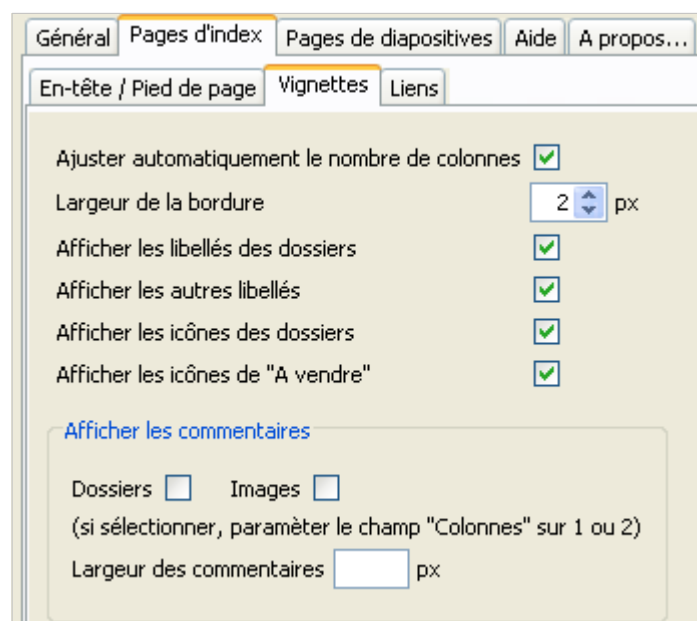 Général Pages d'index Pages de diapositives Aide A propos...
En-tête / Pied de page Vignettes Liens
Ajuster automatiquement le nombre de colonnes
Largeur de la bordure 2 px
Afficher les libellés des dossiers
Afficher les autres libellés
Afficher les icônes des dossiers
Afficher les icônes de "A vendre"
Afficher les commentaires
Dossiers Images
(si sélectionner, paramèter le champ "Colonnes" sur 1 ou 2)
Largeur des commentaires px